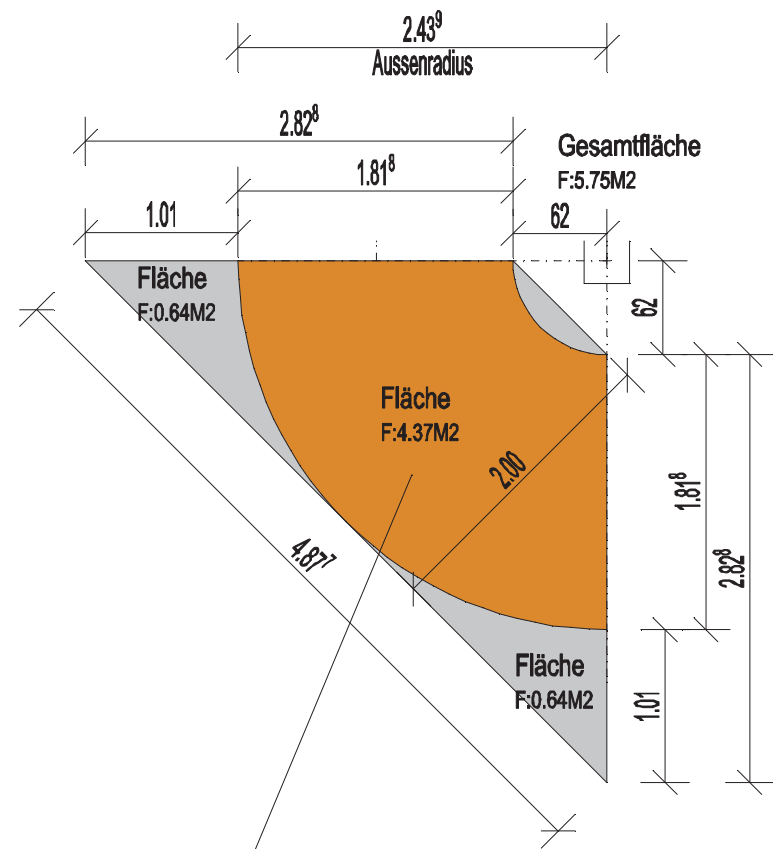 2.43⁹
Aussenradius
2.82⁸
Gesamtfläche
F:5.75M2
1.81⁸
1.01
62
Fläche
F:0.64M2
62
Fläche
F:4.37M2
2.00
1.81⁸
2.82⁸
4.87⁷
Fläche
F:0.64M2
1.01